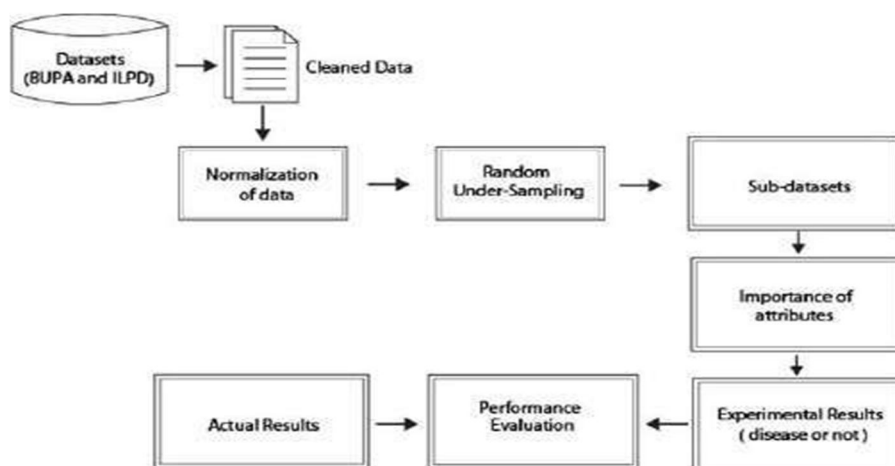 Datasets
(BUPA and ILPD)
Cleaned Data
Normalization
of data
Random
Under-Sampling
Sub-datasets
Importance of
attributes
Actual Results
Performance
Evaluation
Experimental Results
( disease or not )